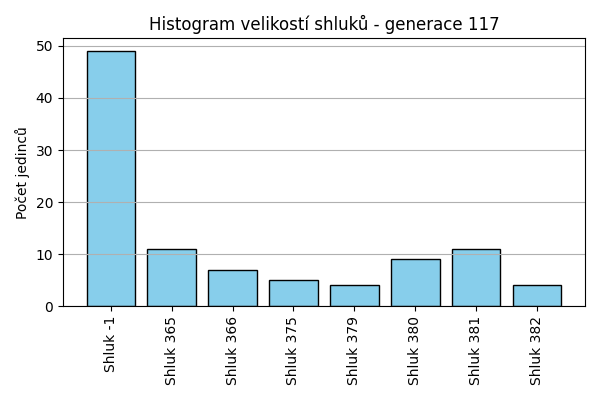 Histogram velikostí shluků - generace 117
Počet jedinců
50
40
30
20
10
0
Shluk -1
Shluk 365
Shluk 366
Shluk 375
Shluk 379
Shluk 380
Shluk 381
Shluk 382